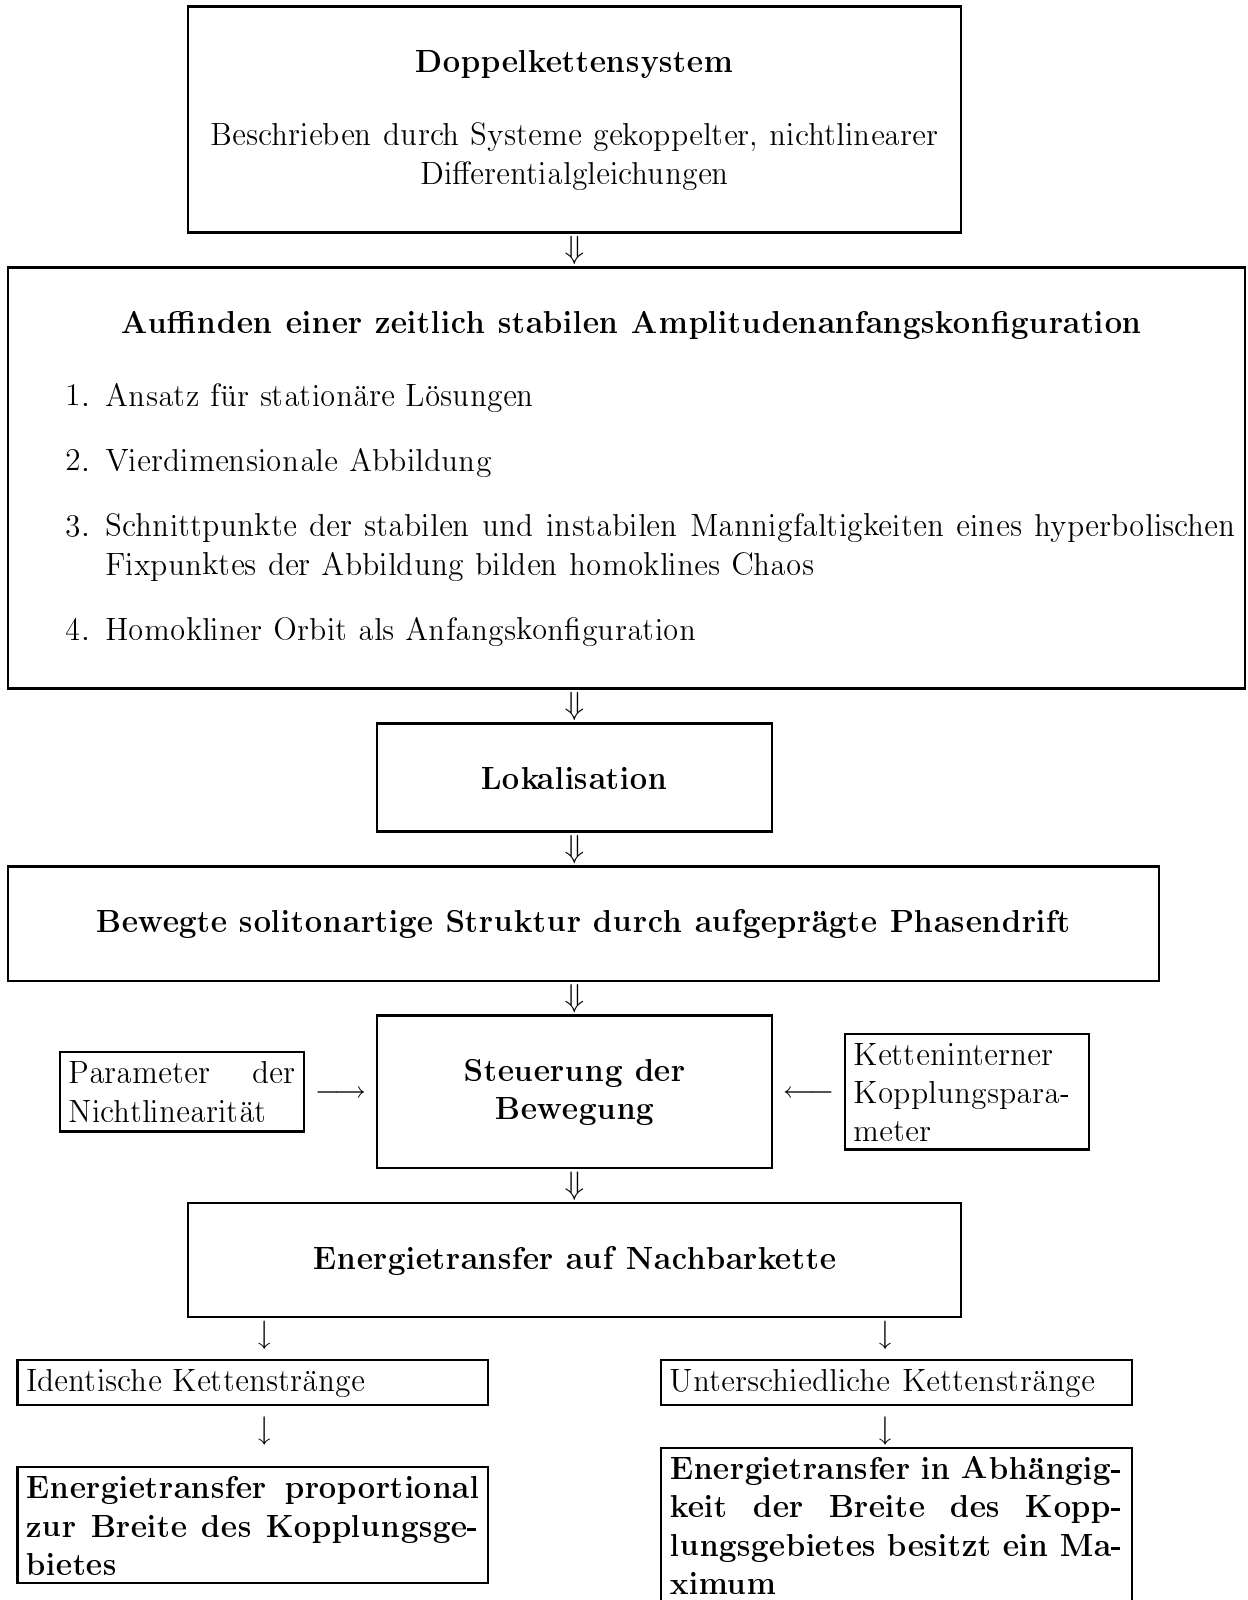 Doppelkettensystem
Beschrieben durch Systeme gekoppelter, nichtlinearer
Differentialgleichungen
⇓
Auffinden einer zeitlich stabilen Amplitudenanfangskonfiguration
1. Ansatz für stationäre Lösungen
2. Vierdimensionale Abbildung
3. Schnittpunkte der stabilen und instabilen Mannigfaltigkeiten eines hyperbolischen
Fixpunktes der Abbildung bilden homoklines Chaos
4. Homokliner Orbit als Anfangskonfiguration
⇓
Lokalisation
⇓
Bewegte solitonartige Struktur durch aufgeprägte Phasendrift
⇓
Parameter der
Nichtlinearität
⟶
Steuerung der
Bewegung
⟵
Ketteninterner
Kopplungspara-
meter
⇓
Energietransfer auf Nachbarkette
↓
Identische Kettenstränge
↓
Energietransfer proportional
zur Breite des Kopplungsge-
bietes
↓
Unterschiedliche Kettenstränge
↓
Energietransfer in Abhängig-
keit der Breite des Kopp-
lungsgebietes besitzt ein Ma-
ximum